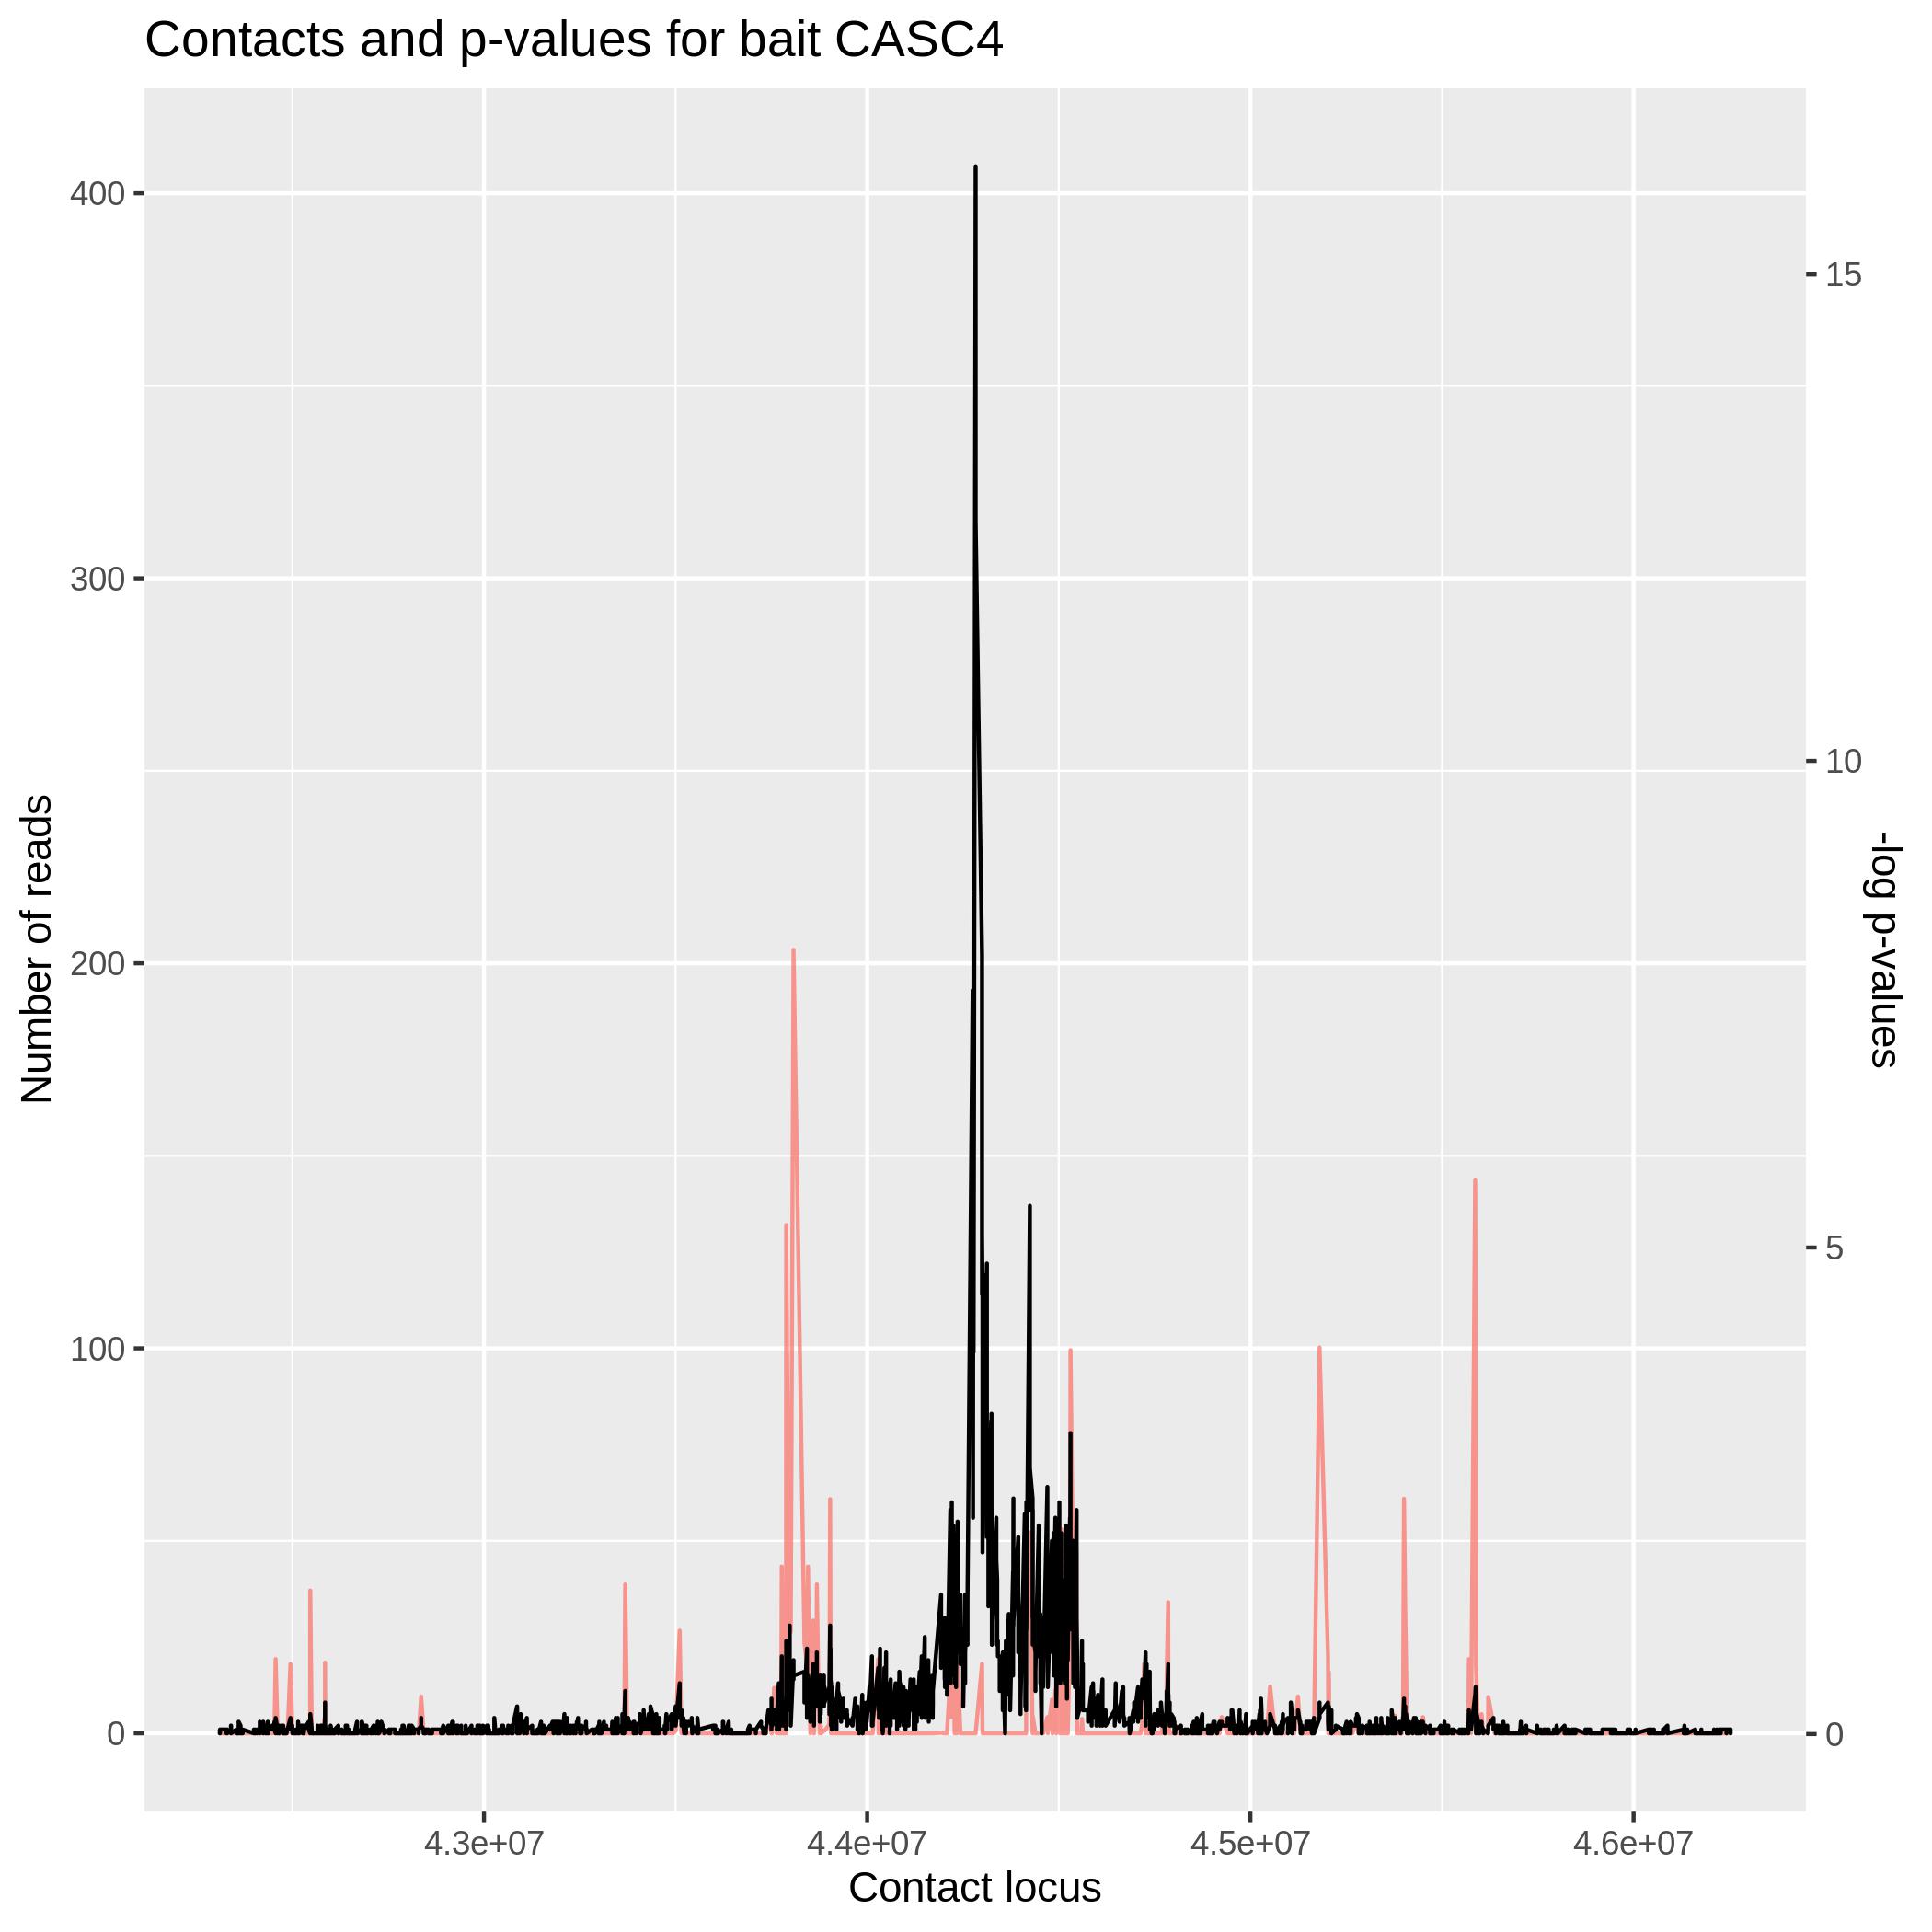 Contacts and p-values for bait CASC4
Number of reads
400
300
200
100
0
15
10
5
0
-log p-values
4.3e+07
4.4e+07
4.5e+07
4.6e+07
Contact locus